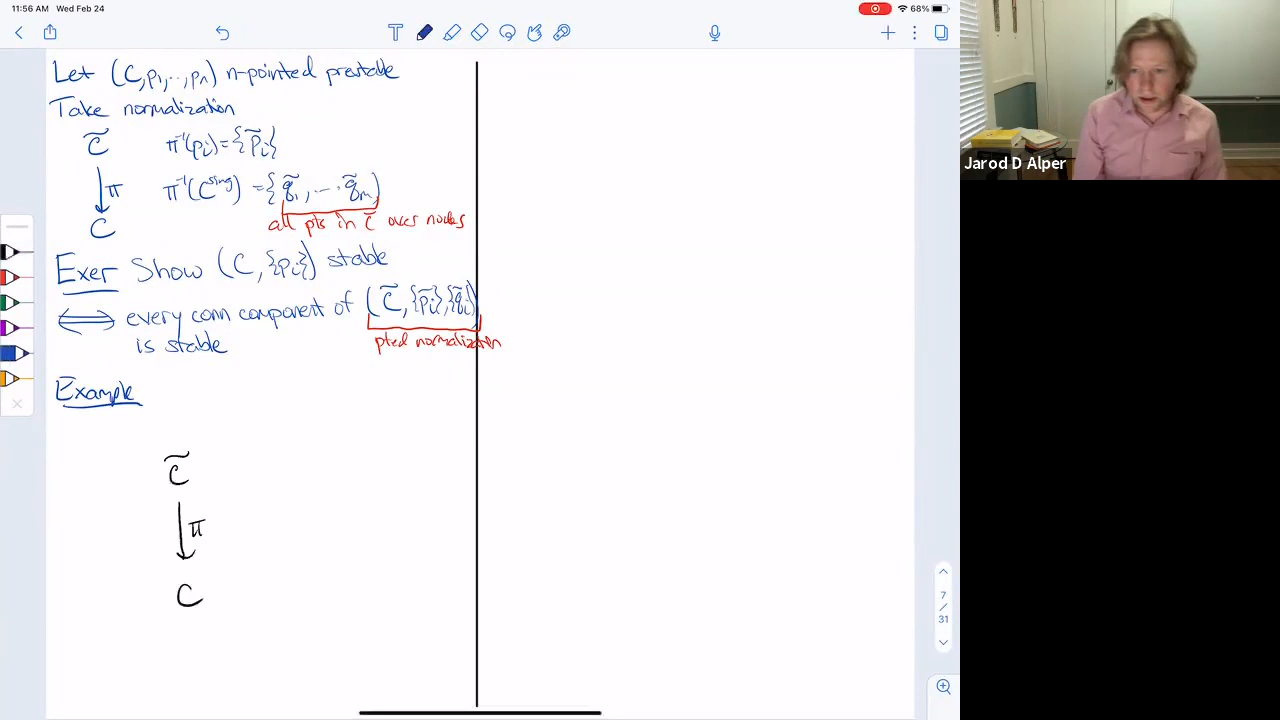 11:56 AM Wed Feb 24
68%
Let (C, p₁, ..., pₙ) n-pointed prestable
Take normalization
C̃ π⁻¹(pᵢ) = {p̃ᵢ}
π π⁻¹(C^sing) = {q̃₁, ... q̃ₘ}
C all pts in C̃ over nodes
Exer Show (C, {pᵢ}) stable
⟺ every conn component of (C̃, {p̃ᵢ}, {q̃ᵢ})
is stable pted normalization
Example
C̃
π
C
T
7
/
31
Jarod D Alper